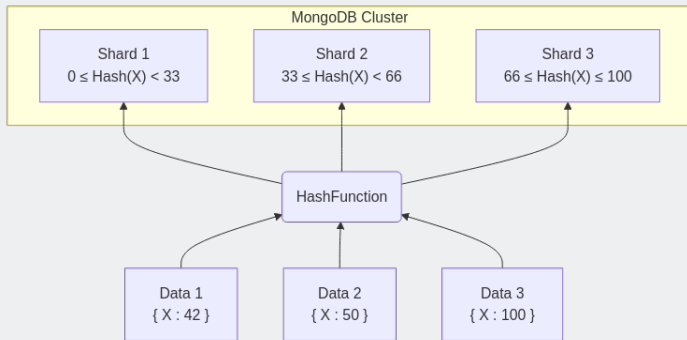 MongoDB Cluster
Shard 1
0 ≤ Hash(X) < 33
Shard 2
33 ≤ Hash(X) < 66
Shard 3
66 ≤ Hash(X) ≤ 100
HashFunction
Data 1
{ X : 42 }
Data 2
{ X : 50 }
Data 3
{ X : 100 }